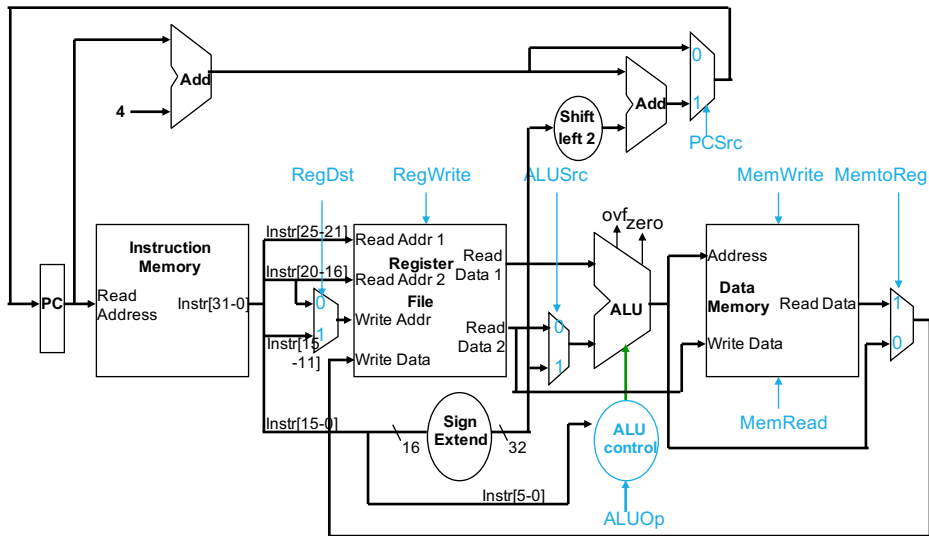 0
Add
4
1
Add
Shift
left 2
PCSrc
RegDst
RegWrite
ALUSrc
MemWrite
MemtoReg
ovf
zero
Instr[25-21]
Read Addr 1
Instruction
Memory
Register
Read
Data 1
Address
Instr[20-16]
Read Addr 2
PC
Read
Address
Instr[31-0]
0
File
Data
Memory
Read Data
1
Write Addr
ALU
1
Read
Data 2
0
Instr[15
-11]
Write Data
1
Write Data
0
Instr[15-0]
Sign
Extend
16
32
ALU
control
MemRead
Instr[5-0]
ALUOp